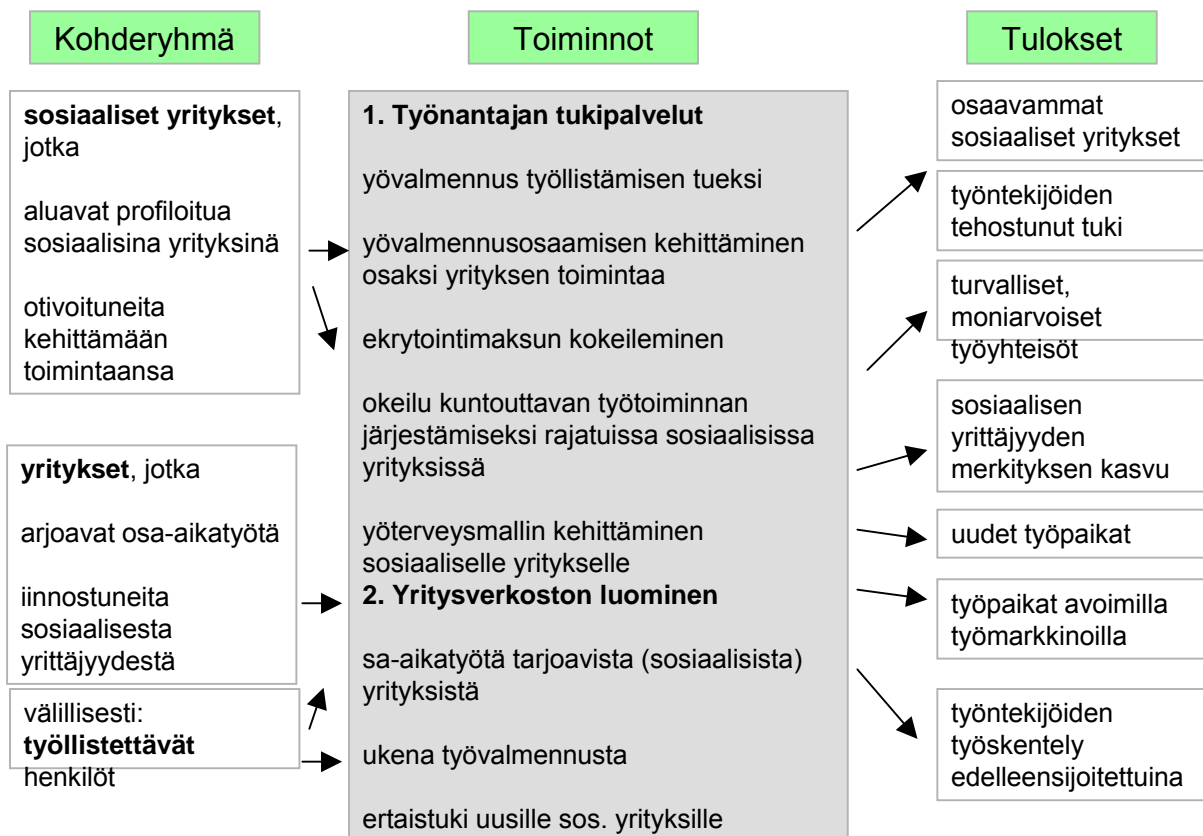 Kohderyhmä
sosiaaliset yritykset,
jotka
aluavat profiloitua
sosiaalisina yrityksinä
otivoituneita
kehittämään
toimintaansa
yritykset, jotka
arjoavat osa-aikatyötä
iinnostuneita
sosiaalisesta
yrittäjyydestä
välillisesti:
työllistettävät
henkilöt
Toiminnot
1. Työnantajan tukipalvelut
yövalmennus työllistämisen tueksi
yövalmennusosaamisen kehittäminen
osaksi yrityksen toimintaa
ekrytointimaksun kokeileminen
okeilu kuntouttavan työtoiminnan
järjestämiseksi rajatuissa sosiaalisissa
yrityksissä
yöterveysmallin kehittäminen
sosiaaliselle yritykselle
2. Yritysverkoston luominen
sa-aikatyötä tarjoavista (sosiaalisista)
yrityksistä
ukena työvalmennusta
ertaistuki uusille sos. yrityksille
Tulokset
osaavammat
sosiaaliset yritykset
työntekijöiden
tehostunut tuki
turvalliset,
moniarvoiset
työyhteisöt
sosiaalisen
yrittäjyyden
merkityksen kasvu
uudet työpaikat
työpaikat avoimilla
työmarkkinoilla
työntekijöiden
työskentely
edelleensijoitettuina